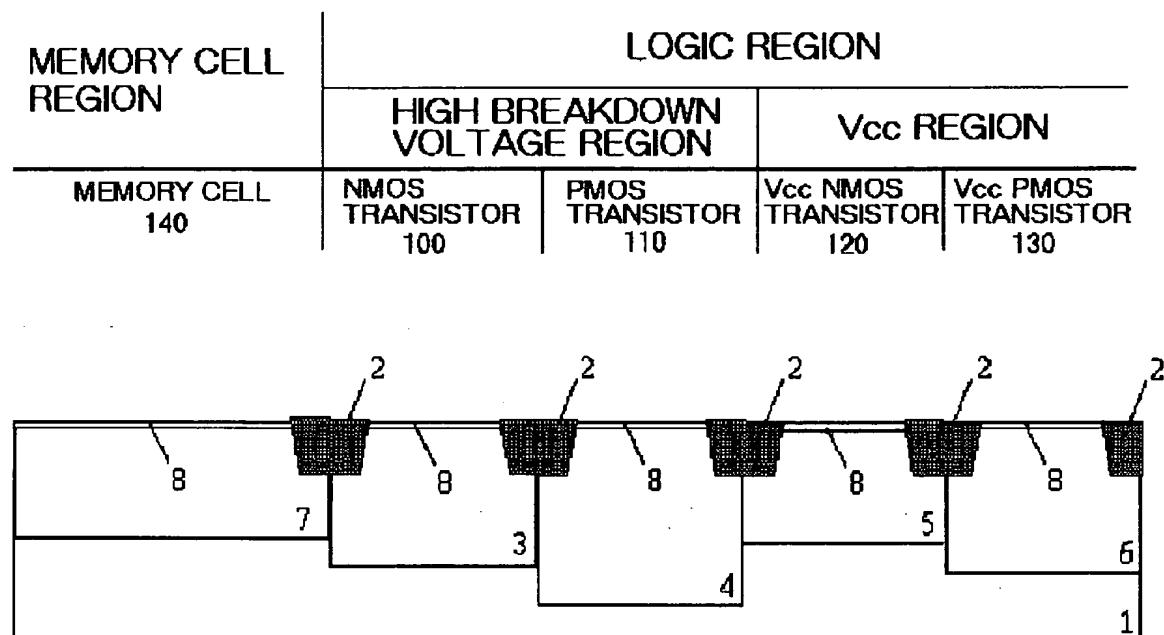 MEMORY CELL
REGION
LOGIC REGION
HIGH BREAKDOWN
VOLTAGE REGION
Vcc REGION
MEMORY CELL
140
NMOS
TRANSISTOR
100
PMOS
TRANSISTOR
110
Vcc NMOS
TRANSISTOR
120
Vcc PMOS
TRANSISTOR
130
2
2
2
2
2
8
8
8
8
8
7
3
4
5
6
1